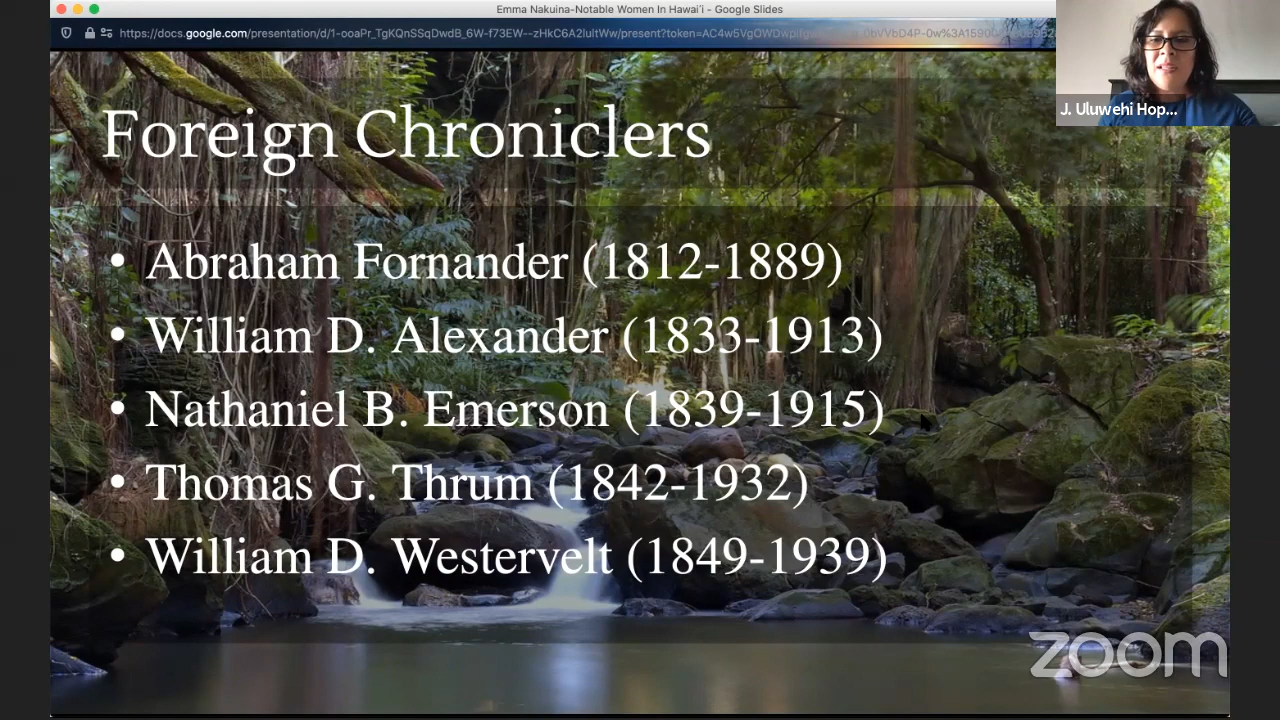 Emma Nakuina-Notable Women In Hawaiʻi - Google Slides
Foreign Chroniclers
• Abraham Fornander (1812-1889)
• William D. Alexander (1833-1913)
• Nathaniel B. Emerson (1839-1915)
• Thomas G. Thrum (1842-1932)
• William D. Westervelt (1849-1939)
J. Uluwehi Hop...
zoom